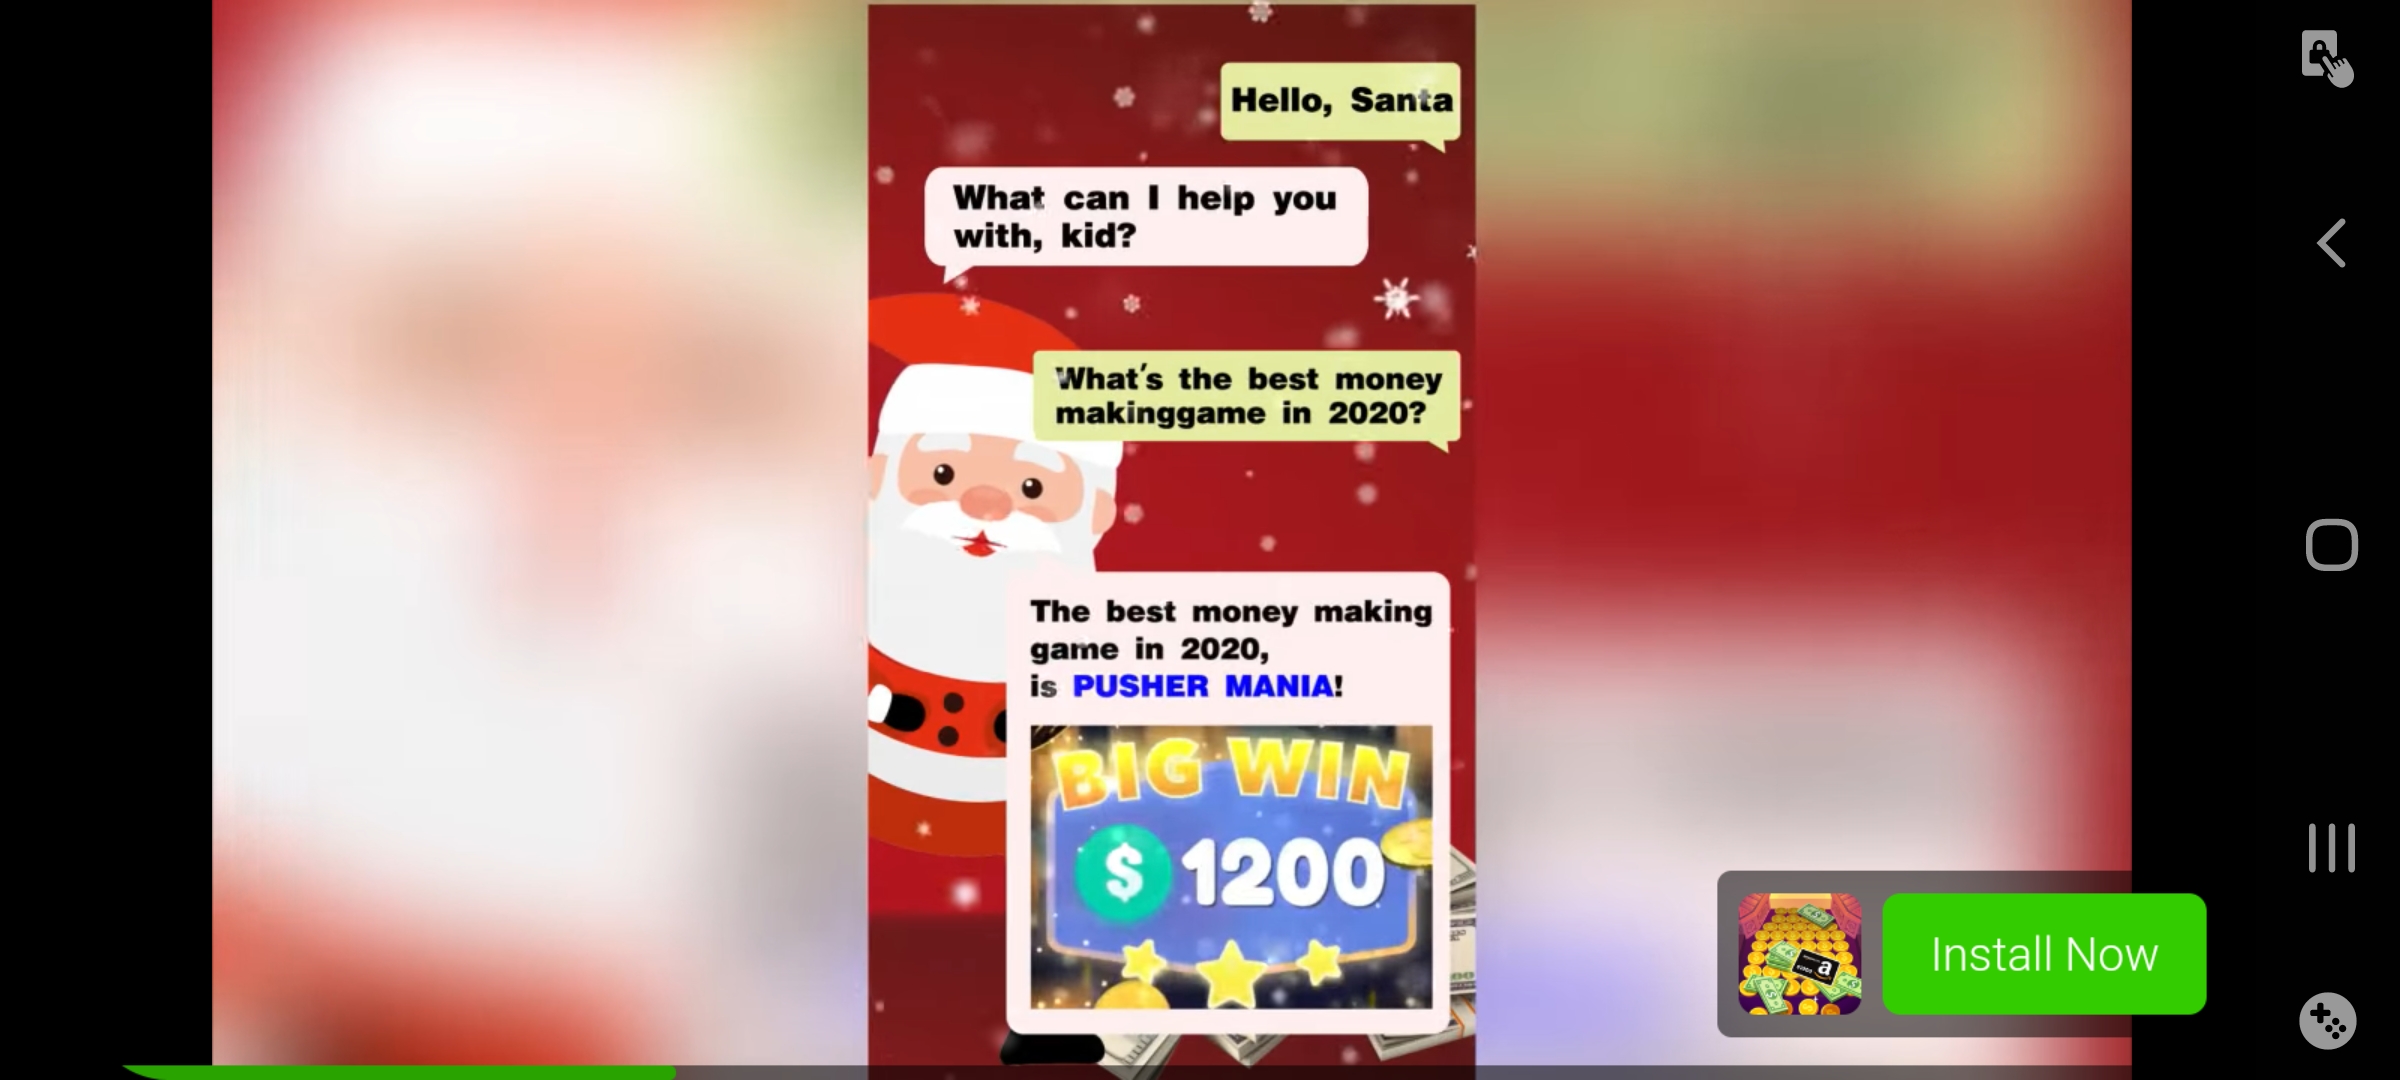 Hello, Santa
What can I help you
with, kid?
What's the best money
makinggame in 2020?
The best money making
game in 2020,
is PUSHER MANIA!
BIG WIN
$ 1200
Install Now